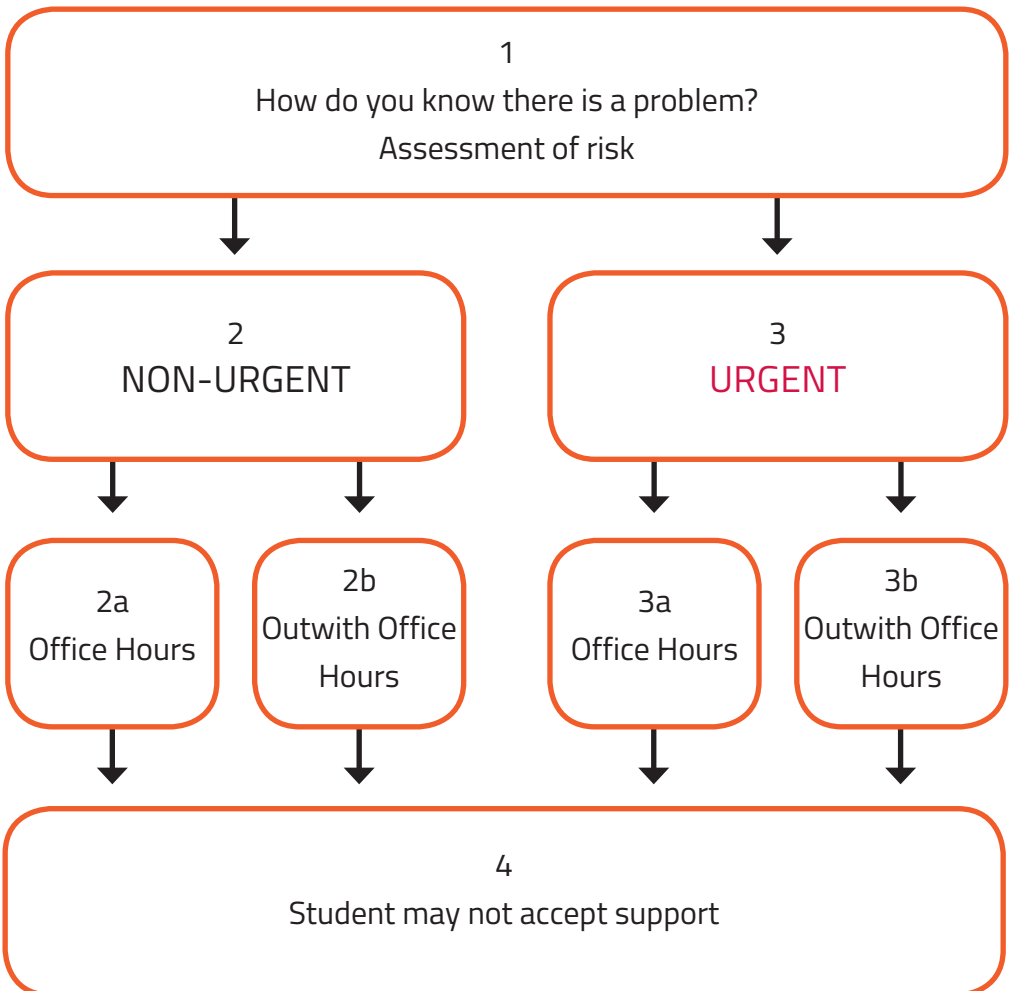 1
How do you know there is a problem?
Assessment of risk
2
NON-URGENT
3
URGENT
2a
Office Hours
2b
Outwith Office
Hours
3a
Office Hours
3b
Outwith Office
Hours
4
Student may not accept support